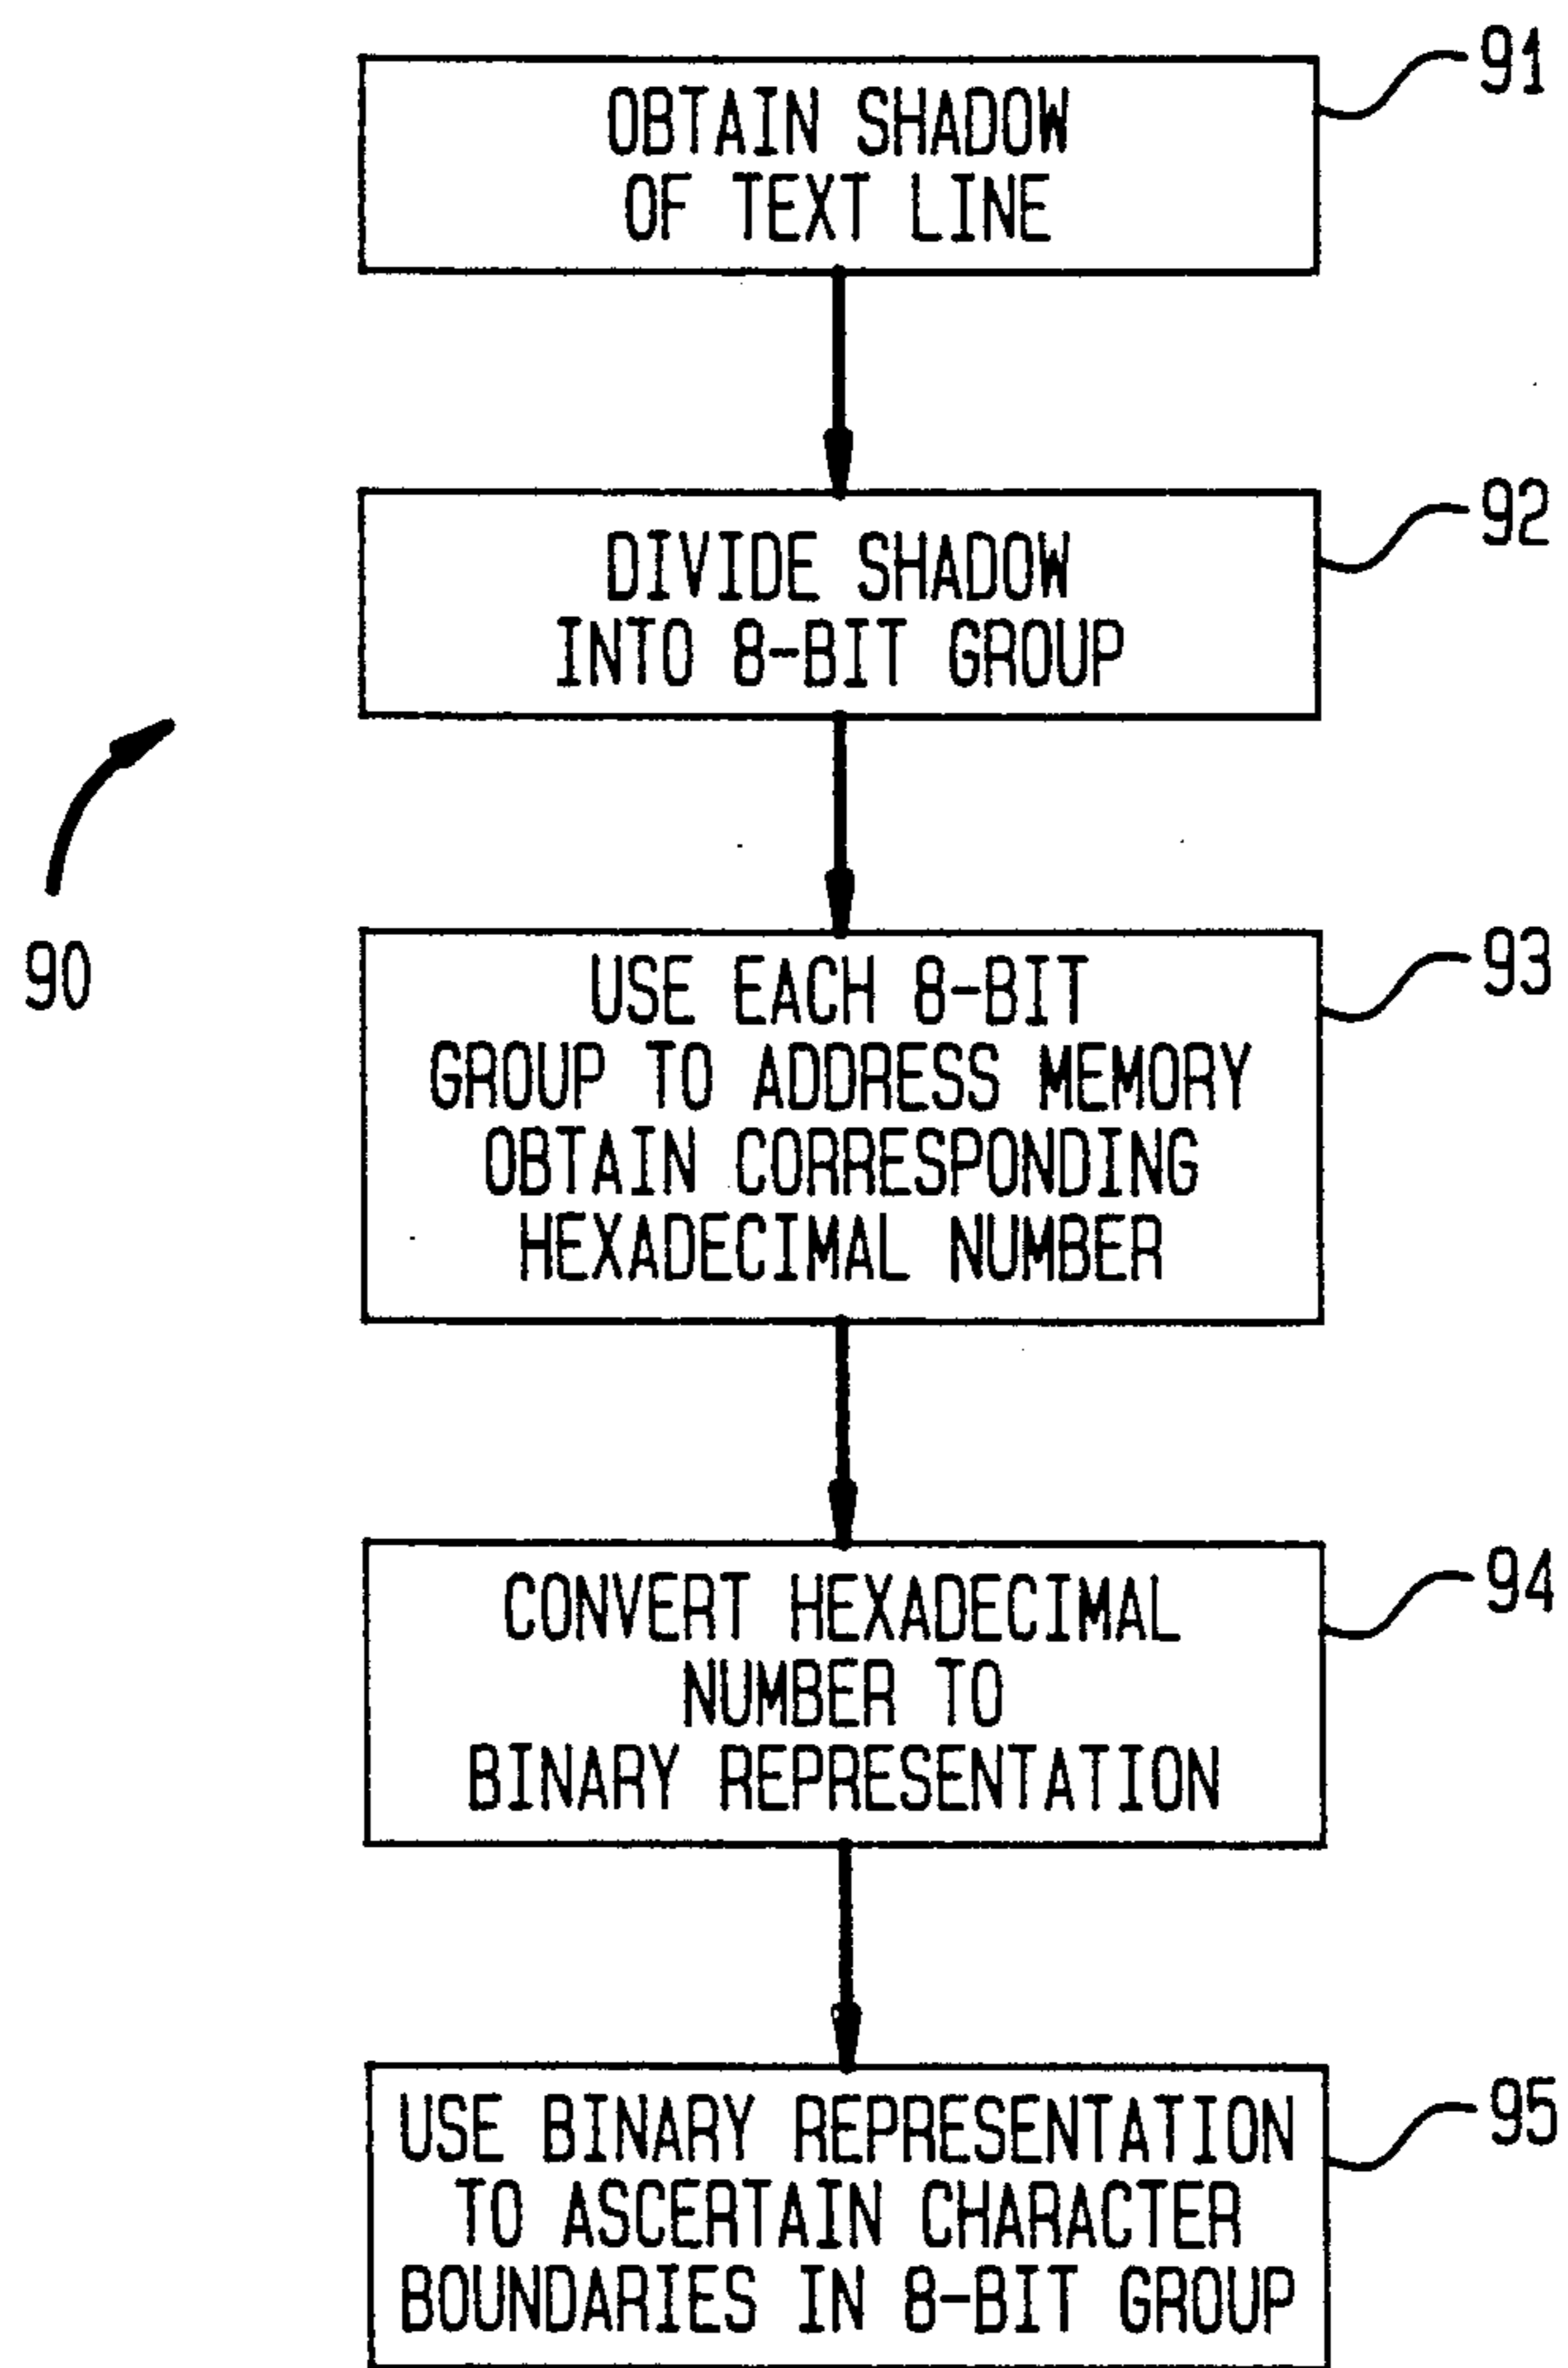 91
OBTAIN SHADOW
OF TEXT LINE
92
DIVIDE SHADOW
INTO 8-BIT GROUP
90
93
USE EACH 8-BIT
GROUP TO ADDRESS MEMORY
OBTAIN CORRESPONDING
HEXADECIMAL NUMBER
94
CONVERT HEXADECIMAL
NUMBER TO
BINARY REPRESENTATION
95
USE BINARY REPRESENTATION
TO ASCERTAIN CHARACTER
BOUNDARIES IN 8-BIT GROUP